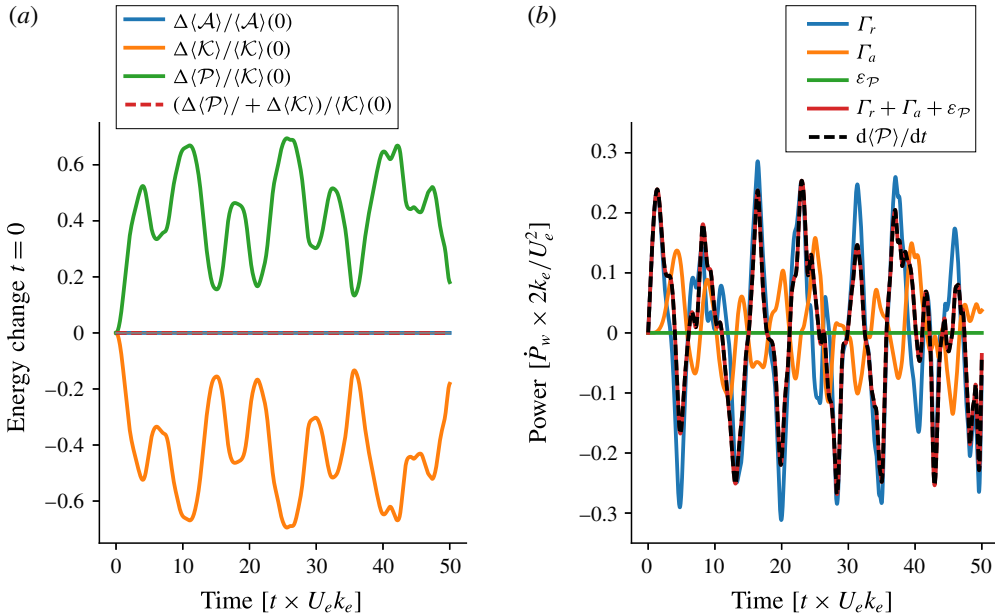 (a)
Δ⟨𝒜⟩/⟨𝒜⟩(0)
Δ⟨𝒦⟩/⟨𝒦⟩(0)
Δ⟨𝒫⟩/⟨𝒦⟩(0)
(Δ⟨𝒫⟩/ + Δ⟨𝒦⟩)/⟨𝒦⟩(0)
Energy change t = 0
0.6
0.4
0.2
0
–0.2
–0.4
–0.6
0
10
20
30
40
50
Time [t × U_e k_e]
(b)
Γ_r
Γ_a
ε_𝒫
Γ_r + Γ_a + ε_𝒫
d⟨𝒫⟩/dt
Power [Ṗ_w × 2k_e/U_e^2]
0.3
0.2
0.1
0
–0.1
–0.2
–0.3
0
10
20
30
40
50
Time [t × U_e k_e]